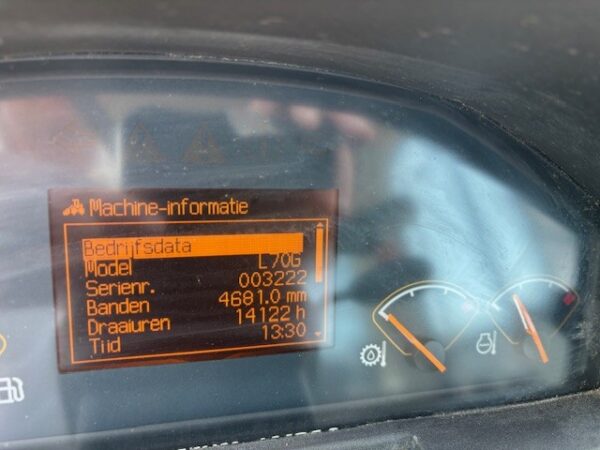 Machine-informatie
Bedrijfsdata
Model L70G
Serienr. 003222
Banden 4681.0 mm
Draaiuren 14122 h
Tijd 13:30